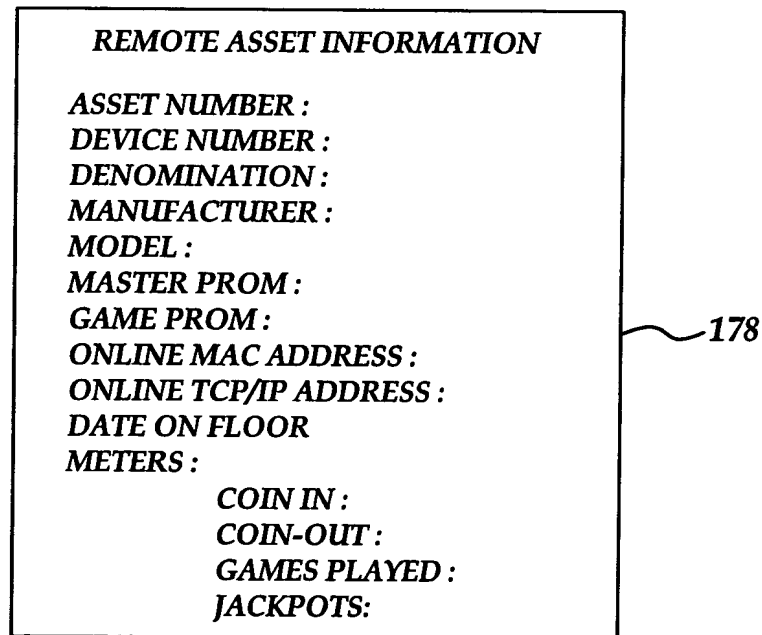 REMOTE ASSET INFORMATION
ASSET NUMBER :
DEVICE NUMBER :
DENOMINATION :
MANUFACTURER :
MODEL :
MASTER PROM :
GAME PROM :
178
ONLINE MAC ADDRESS :
ONLINE TCP/IP ADDRESS :
DATE ON FLOOR
METERS :
COIN IN :
COIN-OUT :
GAMES PLAYED :
JACKPOTS: